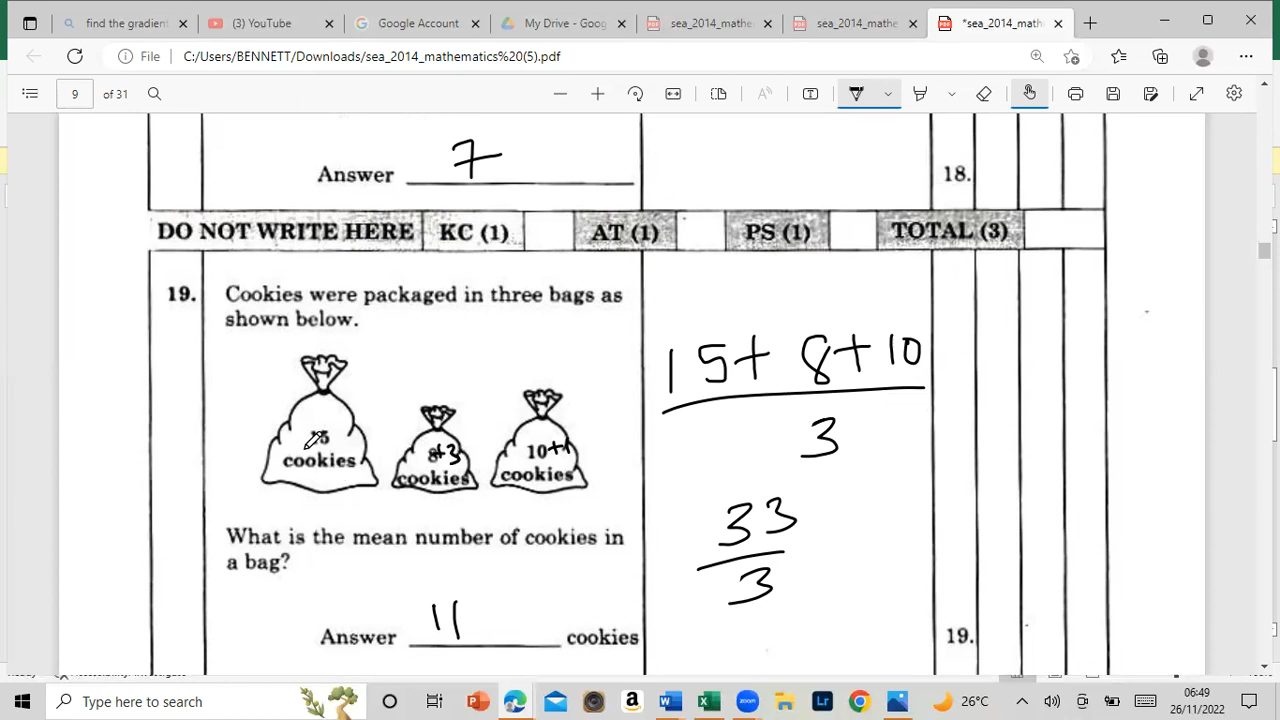 find the gradient
(3) YouTube
Google Account
My Drive - Goog
sea_2014_mathe
sea_2014_mathe
*sea_2014_math
File
C:/Users/BENNETT/Downloads/sea_2014_mathematics%20(5).pdf
9 of 31
Answer 7
18.
DO NOT WRITE HERE KC (1) AT (1) PS (1) TOTAL (3)
19. Cookies were packaged in three bags as
shown below.
15+ 8+10
3
cookies
8+3
cookies
10+1
cookies
33
3
What is the mean number of cookies in
a bag?
Answer 11 cookies
19.
Type here to search
26°C
06:49
26/11/2022